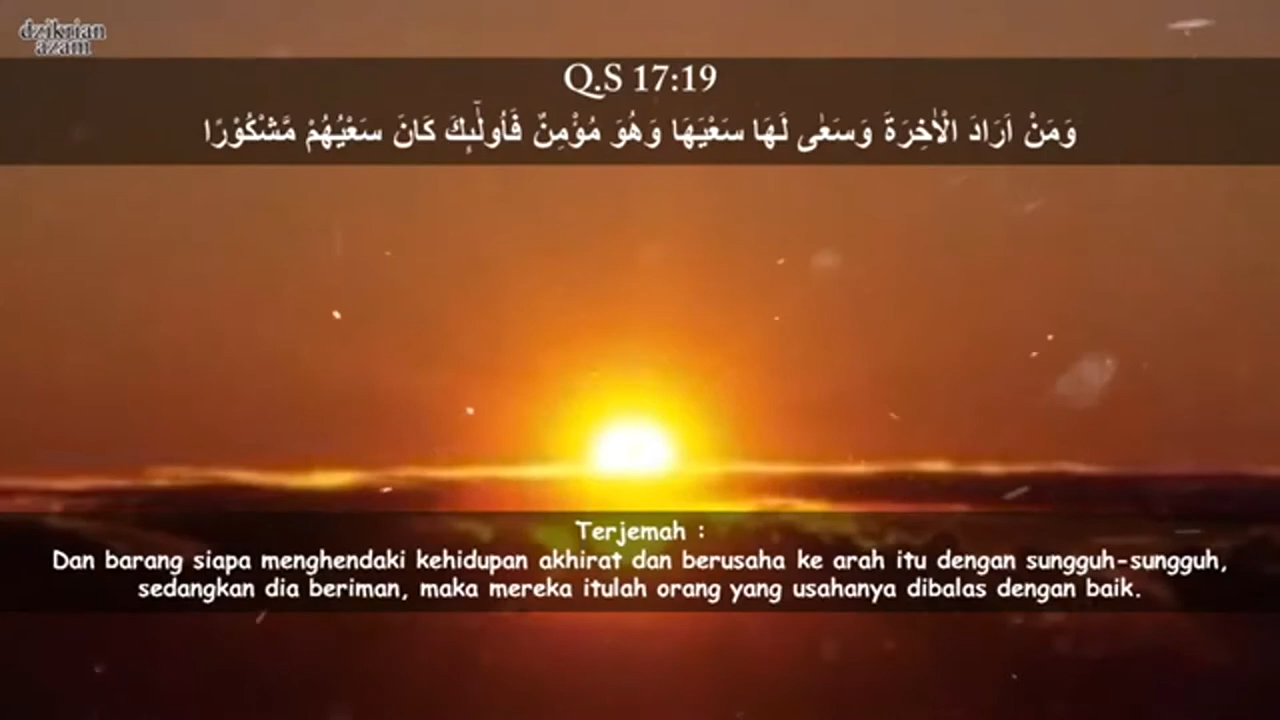 dzikrian
azam
Q.S 17:19
وَمَنْ اَرَادَ الْاٰخِرَةَ وَسَعٰى لَهَا سَعْيَهَا وَهُوَ مُؤْمِنٌ فَاُولٰۤىِٕكَ كَانَ سَعْيُهُمْ مَّشْكُوْرًا
Terjemah :
Dan barang siapa menghendaki kehidupan akhirat dan berusaha ke arah itu dengan sungguh-sungguh,
sedangkan dia beriman, maka mereka itulah orang yang usahanya dibalas dengan baik.